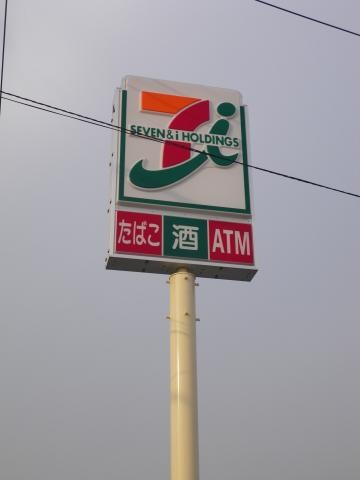 SEVEN & i HOLDINGS
たばこ 酒 ATM